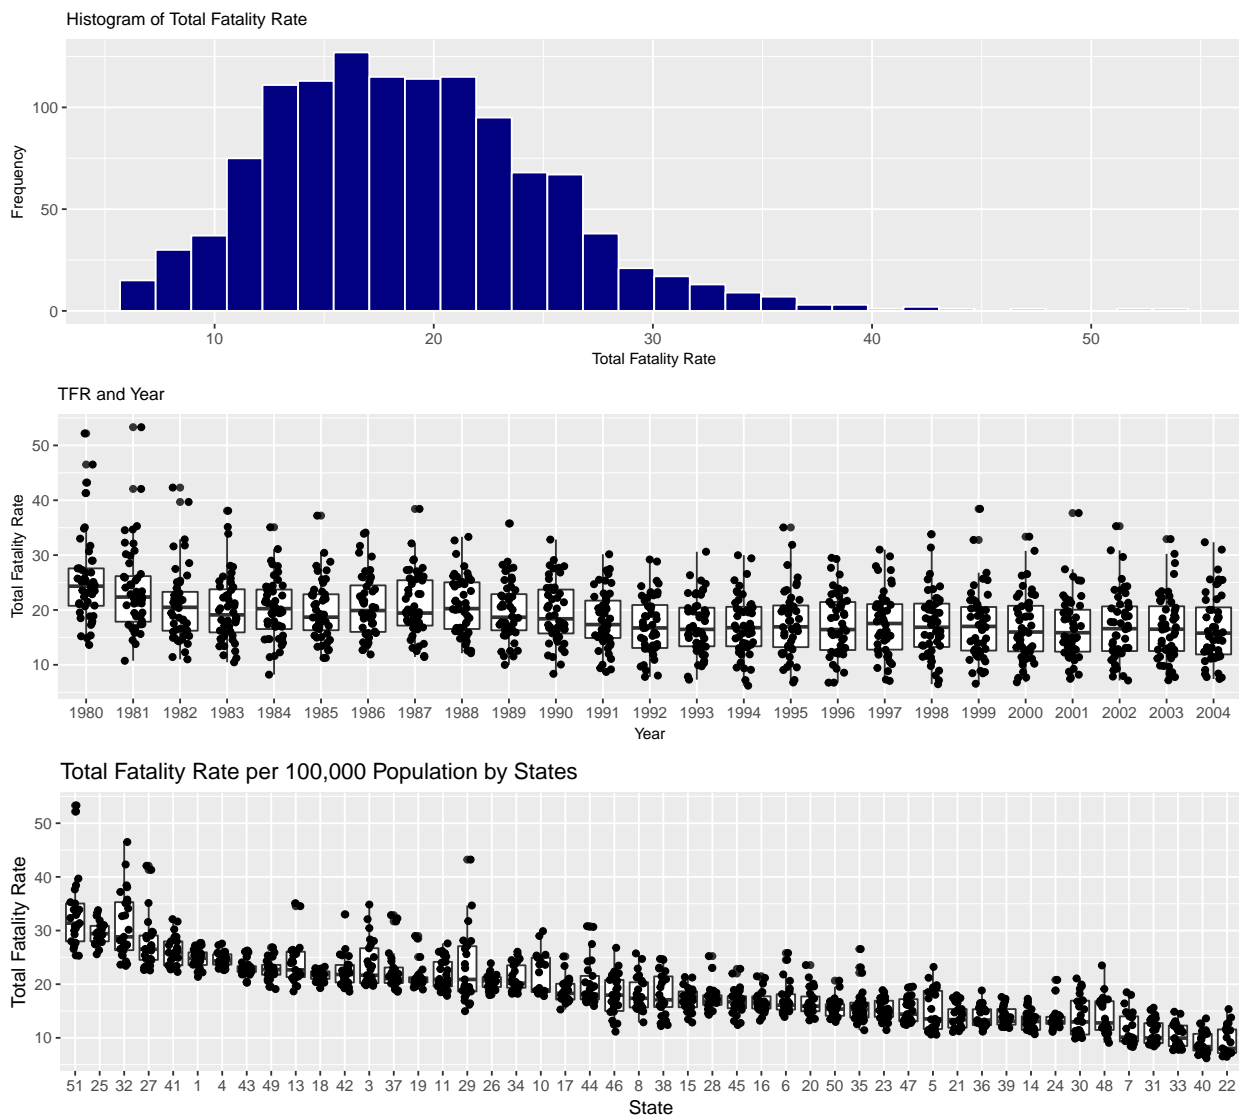 Histogram of Total Fatality Rate
100
50
0
Frequency
10 20 30 40 50
Total Fatality Rate
TFR and Year
50
40
30
20
10
Total Fatality Rate
1980 1981 1982 1983 1984 1985 1986 1987 1988 1989 1990 1991 1992 1993 1994 1995 1996 1997 1998 1999 2000 2001 2002 2003 2004
Year
Total Fatality Rate per 100,000 Population by States
50
40
30
20
10
Total Fatality Rate
51 25 32 27 41 1 4 43 49 13 18 42 3 37 19 11 29 26 34 10 17 44 46 8 38 15 28 45 16 6 20 50 35 23 47 5 21 36 39 14 24 30 48 7 31 33 40 22
State